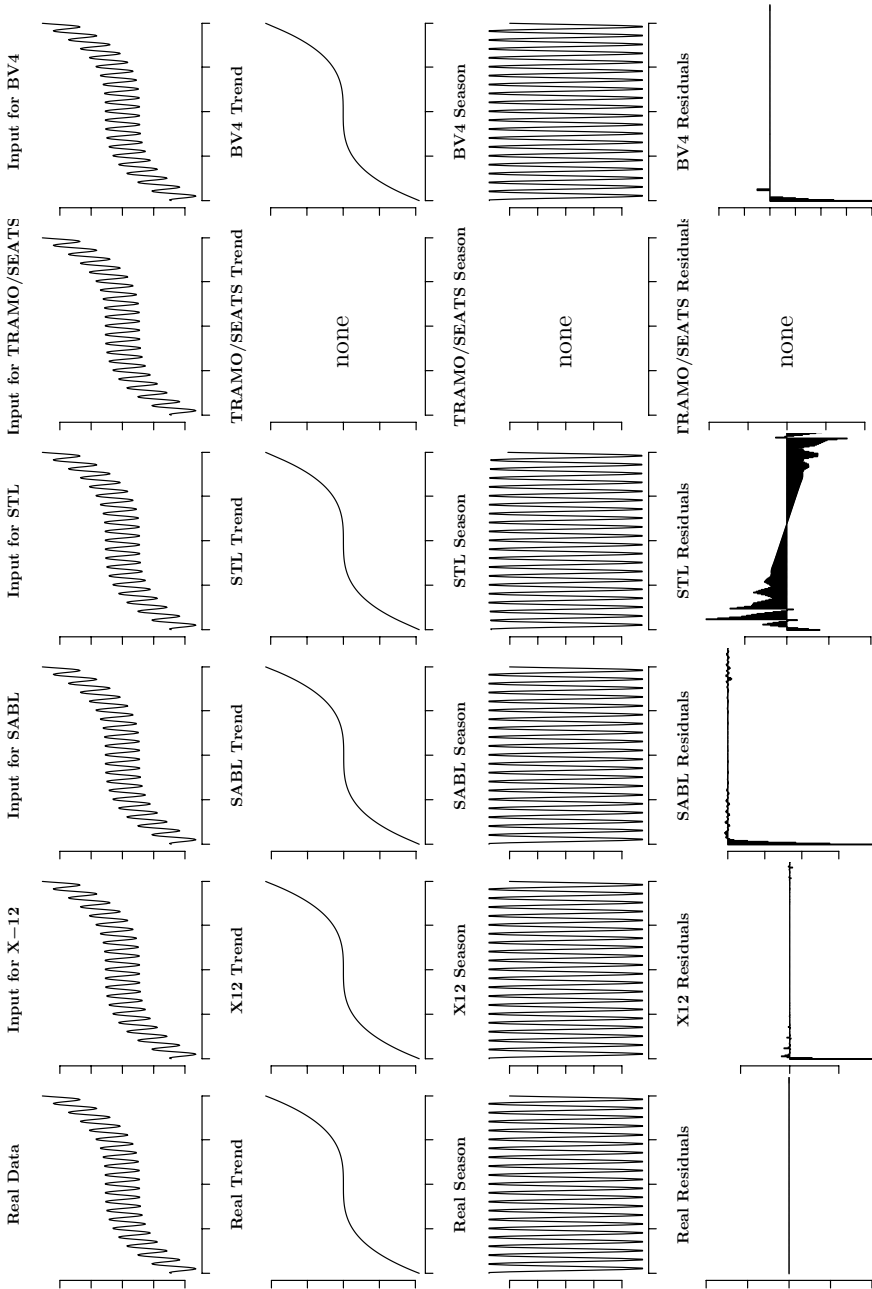 Real Data
Input for X−12
Input for SABL
Input for STL
Input for TRAMO/SEATS
Input for BV4
Real Trend
X12 Trend
SABL Trend
STL Trend
TRAMO/SEATS Trend
BV4 Trend
none
Real Season
X12 Season
SABL Season
STL Season
TRAMO/SEATS Season
BV4 Season
none
Real Residuals
X12 Residuals
SABL Residuals
STL Residuals
TRAMO/SEATS Residuals
BV4 Residuals
none